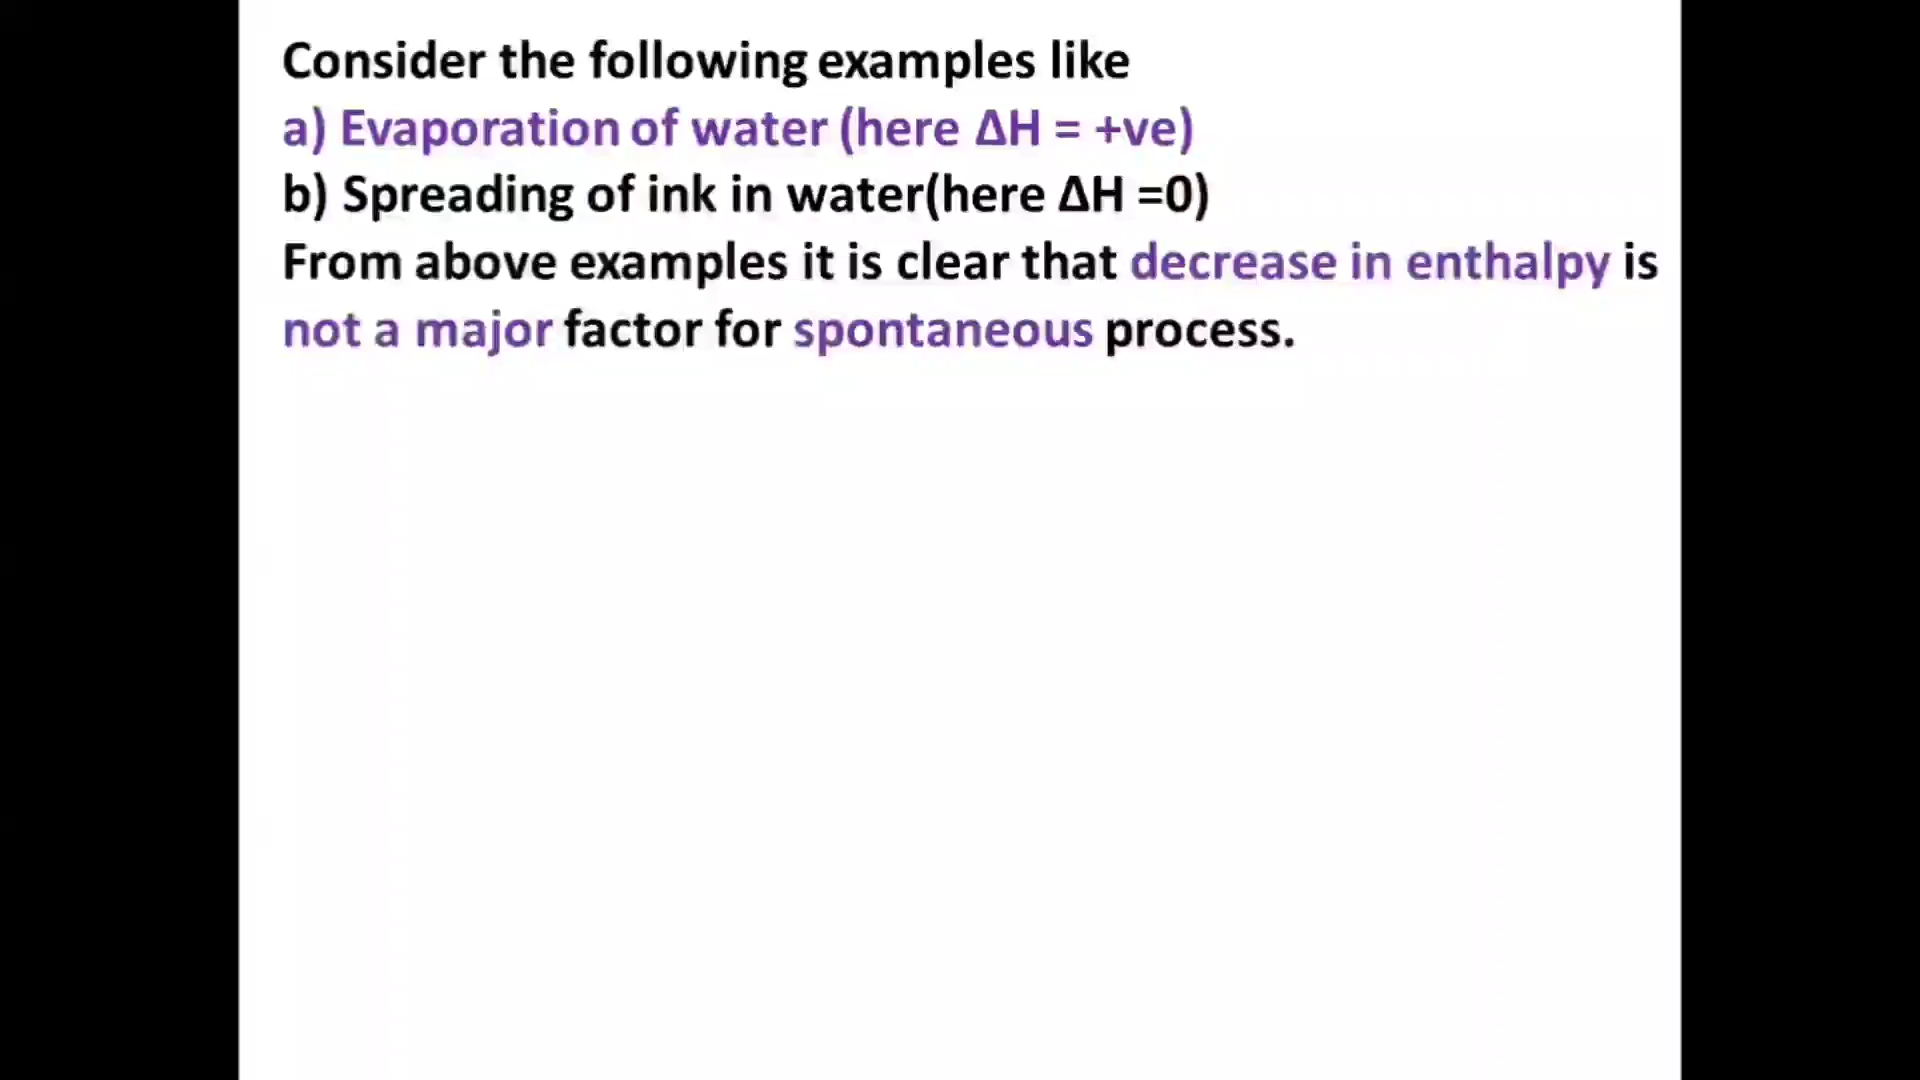 Consider the following examples like
a) Evaporation of water (here ΔH = +ve)
b) Spreading of ink in water(here ΔH =0)
From above examples it is clear that decrease in enthalpy is
not a major factor for spontaneous process.